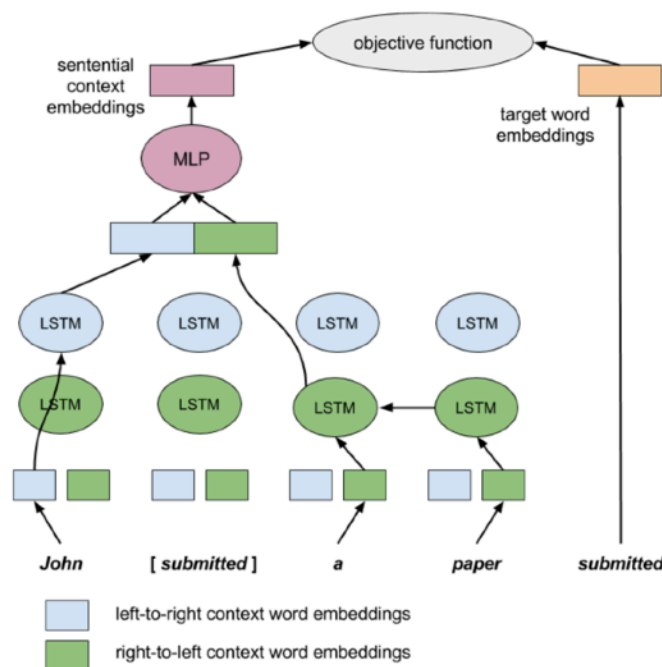 objective function
sentential
context
embeddings
target word
embeddings
MLP
LSTM LSTM LSTM LSTM
LSTM LSTM LSTM LSTM
John [ submitted ] a paper submitted
left-to-right context word embeddings
right-to-left context word embeddings